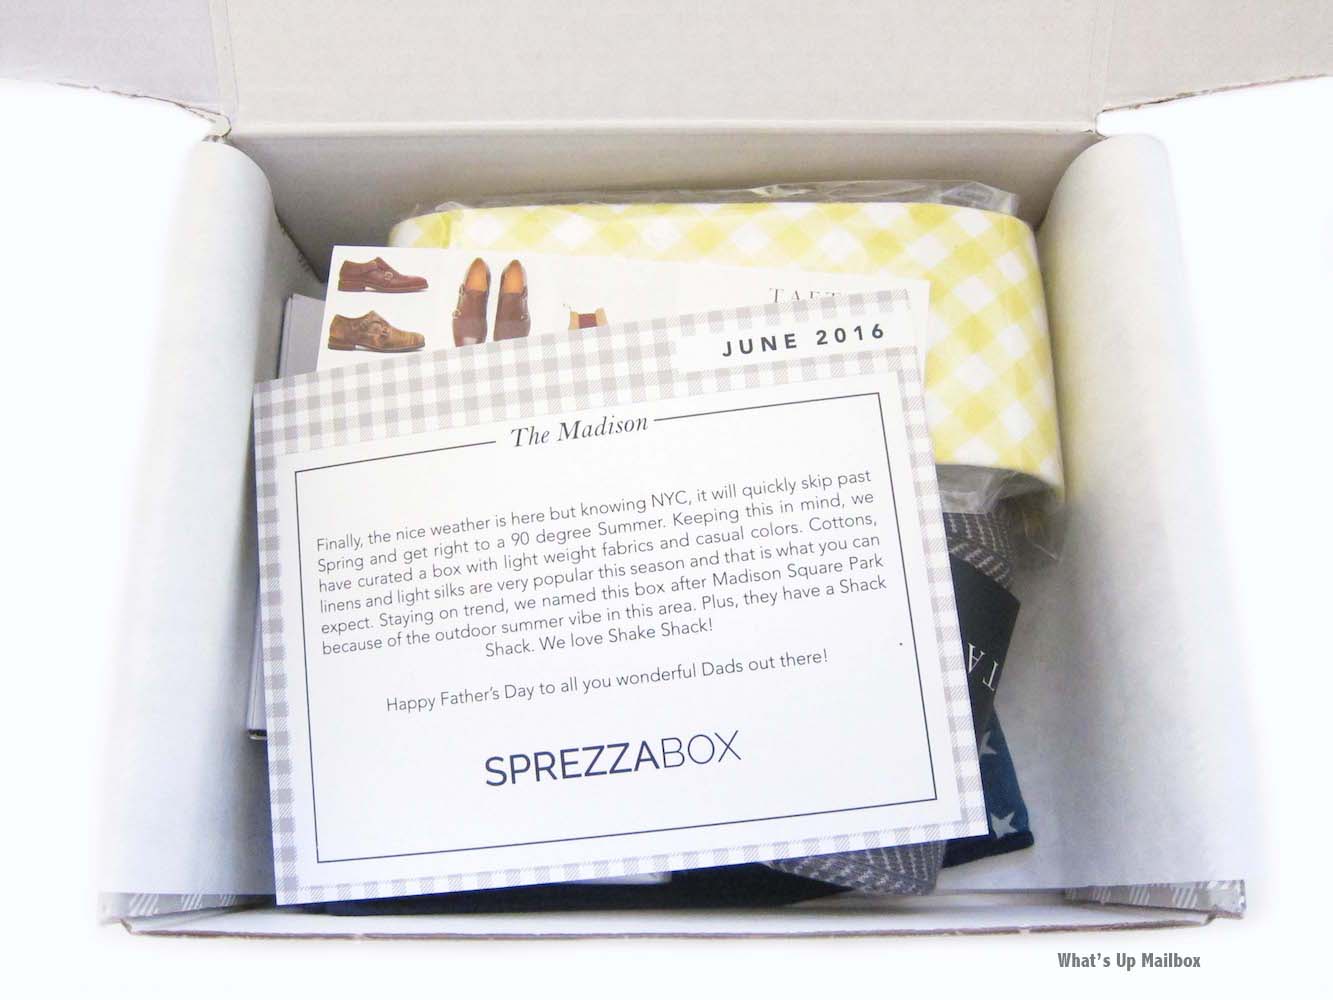 TAFT
JUNE 2016
The Madison
Finally, the nice weather is here but knowing NYC, it will quickly skip past
Spring and get right to a 90 degree Summer. Keeping this in mind, we
have curated a box with light weight fabrics and casual colors. Cottons,
linens and light silks are very popular this season and that is what you can
expect. Staying on trend, we named this box after Madison Square Park
because of the outdoor summer vibe in this area. Plus, they have a Shack
Shack. We love Shake Shack!
Happy Father's Day to all you wonderful Dads out there!
SPREZZABOX
TA
What's Up Mailbox